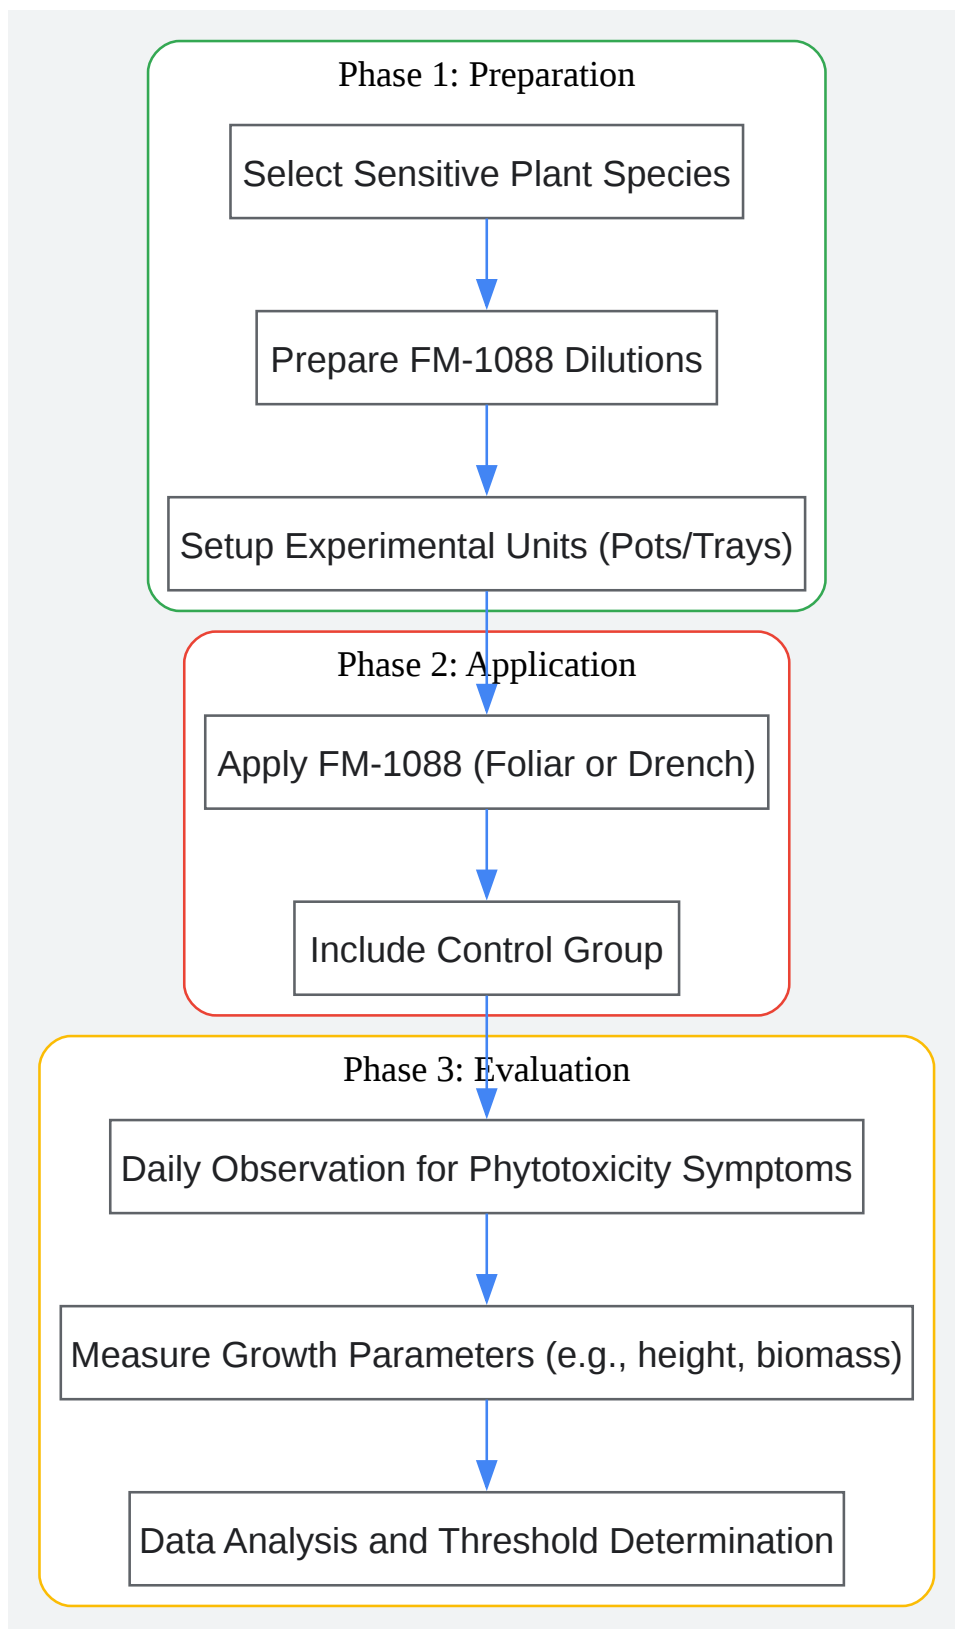 Phase 1: Preparation
Select Sensitive Plant Species
Prepare FM-1088 Dilutions
Setup Experimental Units (Pots/Trays)
Phase 2: Application
Apply FM-1088 (Foliar or Drench)
Include Control Group
Phase 3: Evaluation
Daily Observation for Phytotoxicity Symptoms
Measure Growth Parameters (e.g., height, biomass)
Data Analysis and Threshold Determination